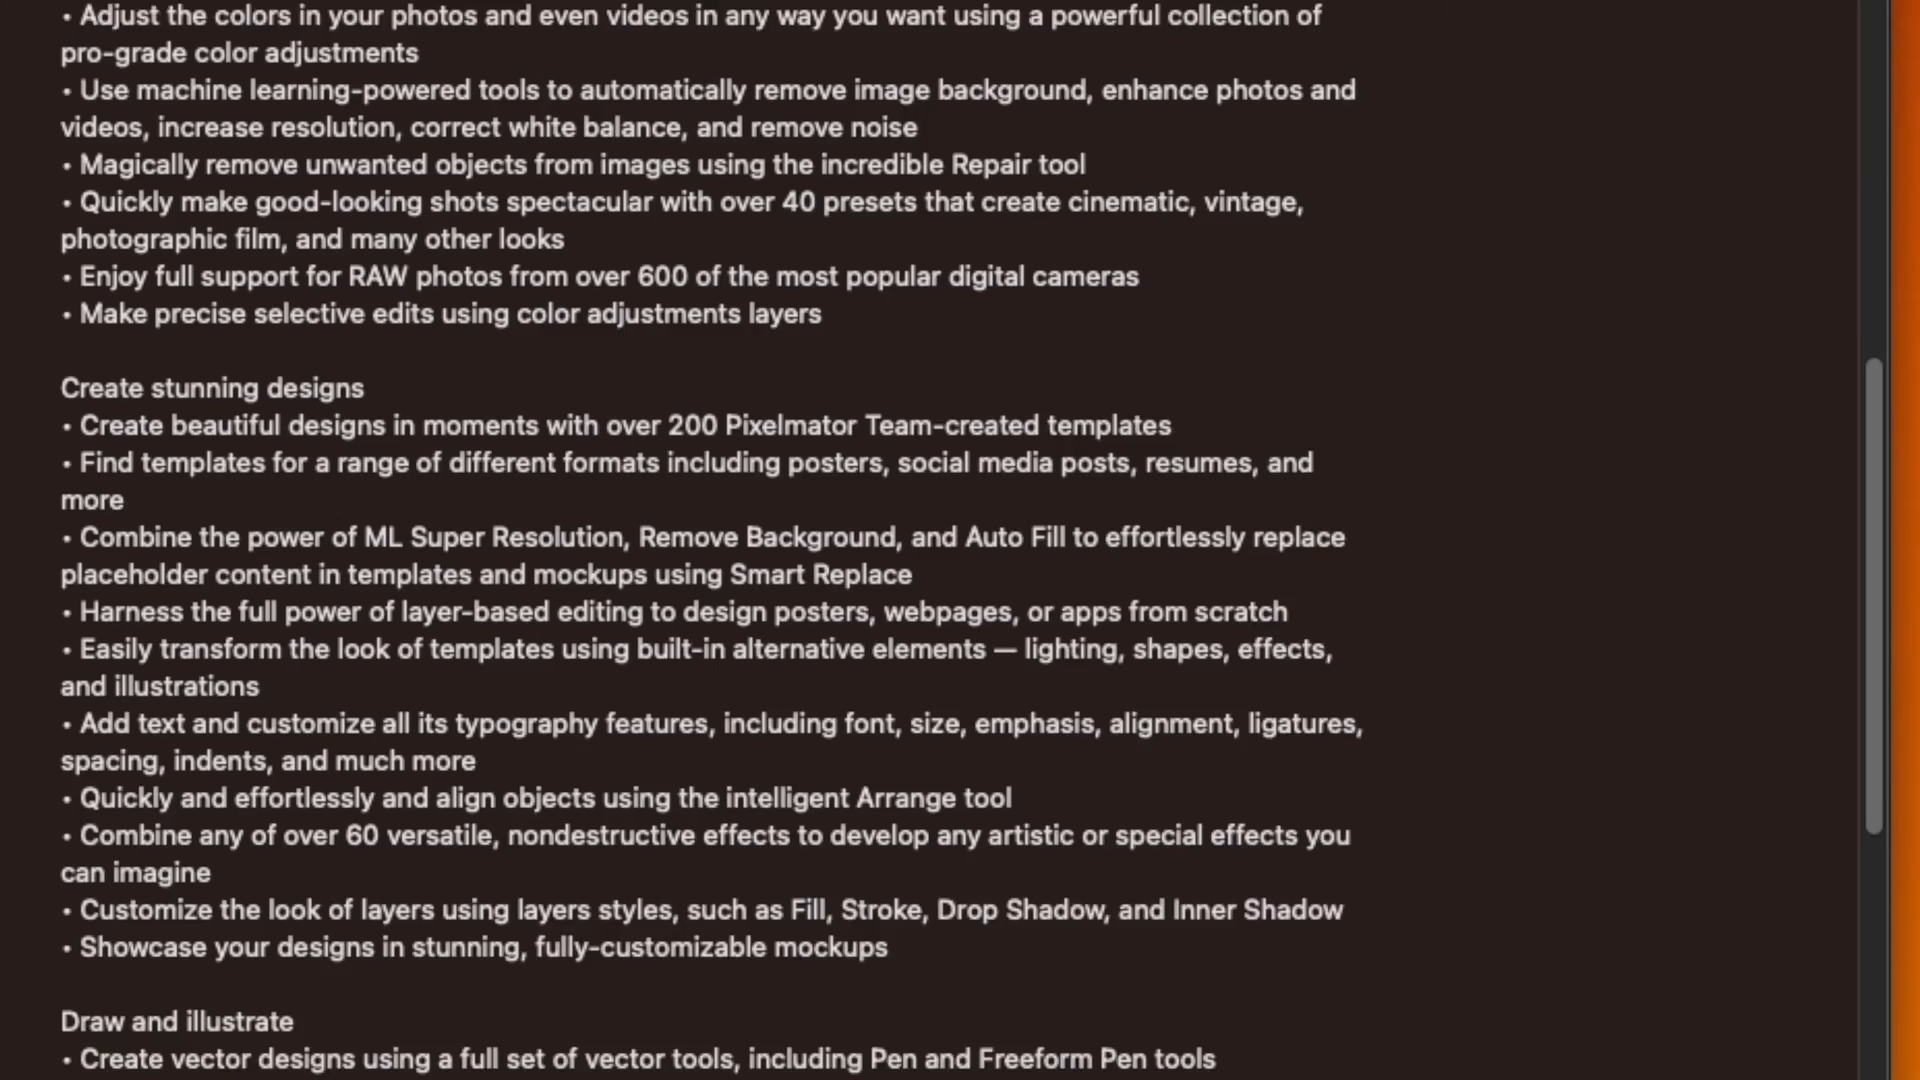 • Adjust the colors in your photos and even videos in any way you want using a powerful collection of
pro-grade color adjustments
• Use machine learning-powered tools to automatically remove image background, enhance photos and
videos, increase resolution, correct white balance, and remove noise
• Magically remove unwanted objects from images using the incredible Repair tool
• Quickly make good-looking shots spectacular with over 40 presets that create cinematic, vintage,
photographic film, and many other looks
• Enjoy full support for RAW photos from over 600 of the most popular digital cameras
• Make precise selective edits using color adjustments layers
Create stunning designs
• Create beautiful designs in moments with over 200 Pixelmator Team-created templates
• Find templates for a range of different formats including posters, social media posts, resumes, and
more
• Combine the power of ML Super Resolution, Remove Background, and Auto Fill to effortlessly replace
placeholder content in templates and mockups using Smart Replace
• Harness the full power of layer-based editing to design posters, webpages, or apps from scratch
• Easily transform the look of templates using built-in alternative elements — lighting, shapes, effects,
and illustrations
• Add text and customize all its typography features, including font, size, emphasis, alignment, ligatures,
spacing, indents, and much more
• Quickly and effortlessly and align objects using the intelligent Arrange tool
• Combine any of over 60 versatile, nondestructive effects to develop any artistic or special effects you
can imagine
• Customize the look of layers using layers styles, such as Fill, Stroke, Drop Shadow, and Inner Shadow
• Showcase your designs in stunning, fully-customizable mockups
Draw and illustrate
• Create vector designs using a full set of vector tools, including Pen and Freeform Pen tools